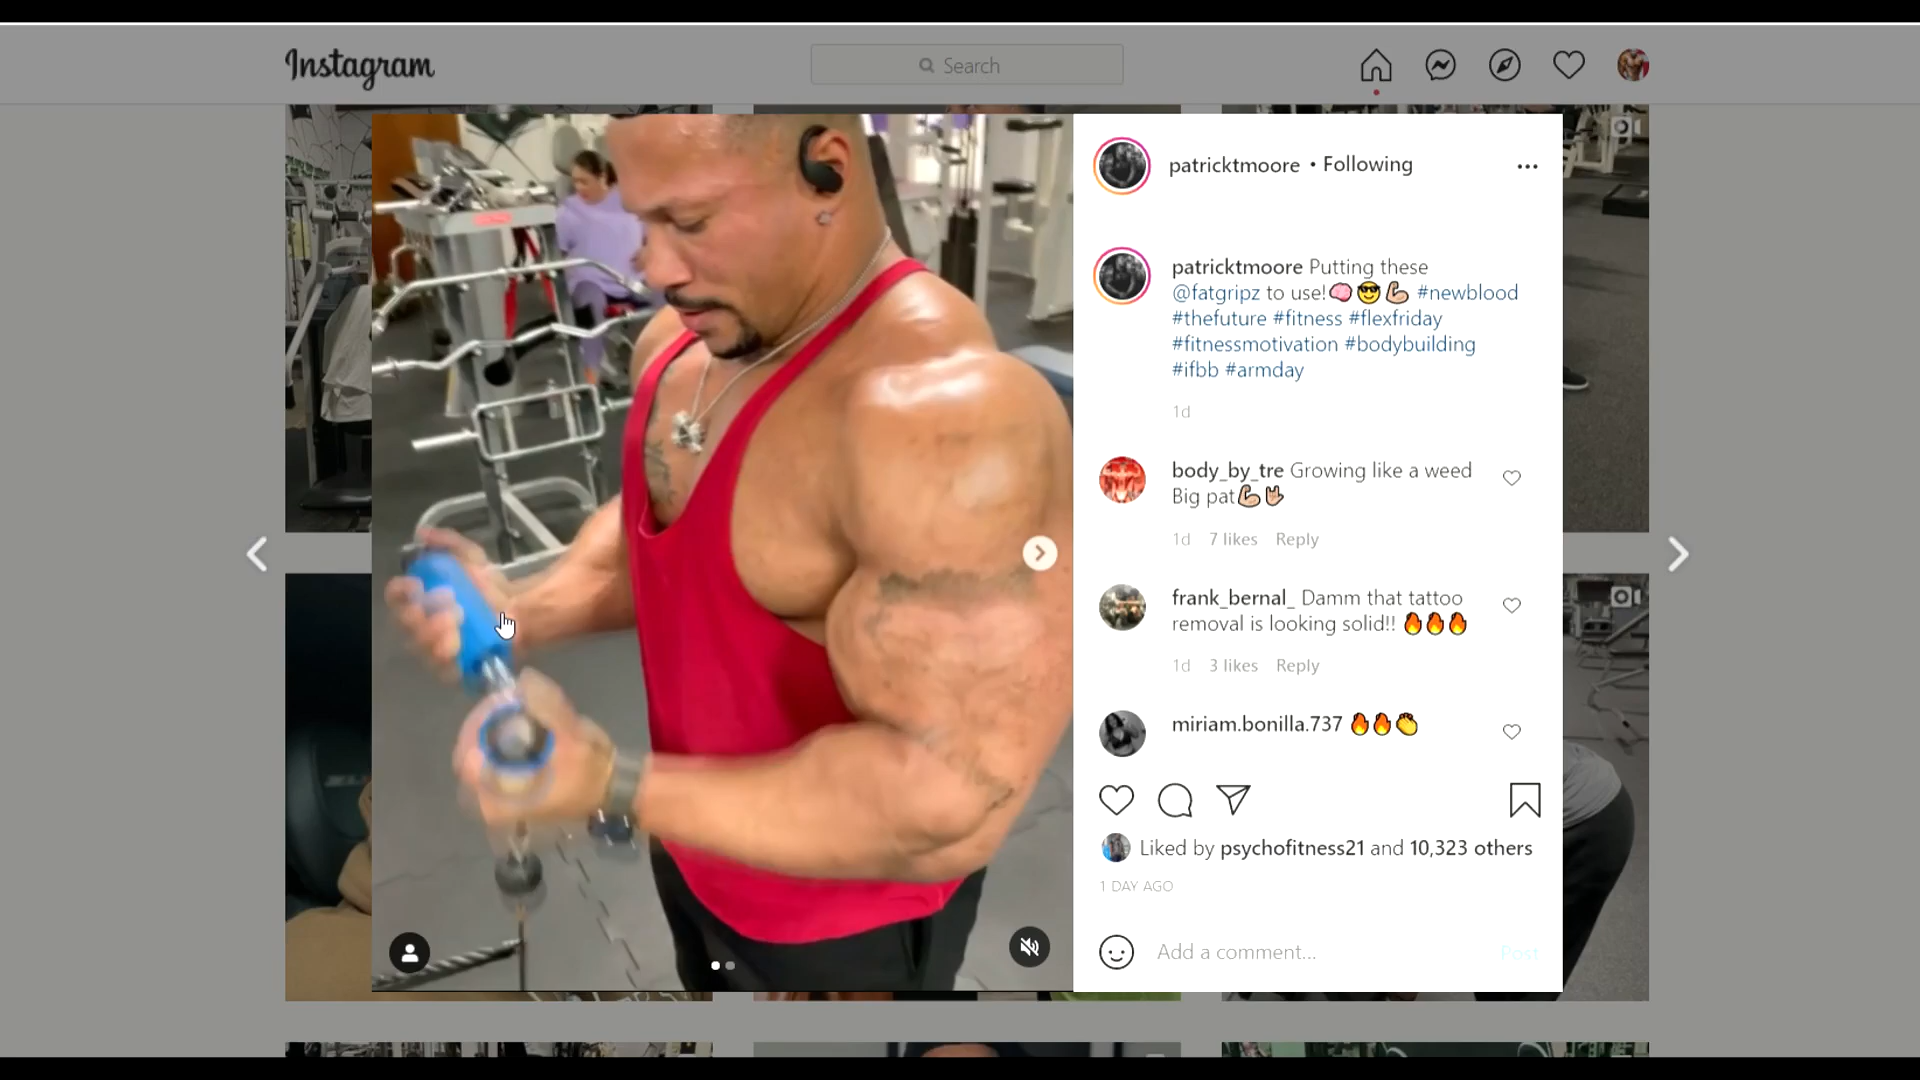 Instagram
Search
patricktmoore • Following
patricktmoore Putting these
@fatgripz to use!🧠😎💪🏼 #newblood
#thefuture #fitness #flexfriday
#fitnessmotivation #bodybuilding
#ifbb #armday
1d
body_by_tre Growing like a weed
Big pat💪🏼🤟🏼
1d 7 likes Reply
frank_bernal_ Damm that tattoo
removal is looking solid!! 🔥🔥🔥
1d 3 likes Reply
miriam.bonilla.737 🔥🔥👏
Liked by psychofitness21 and 10,323 others
1 DAY AGO
Add a comment...
Post